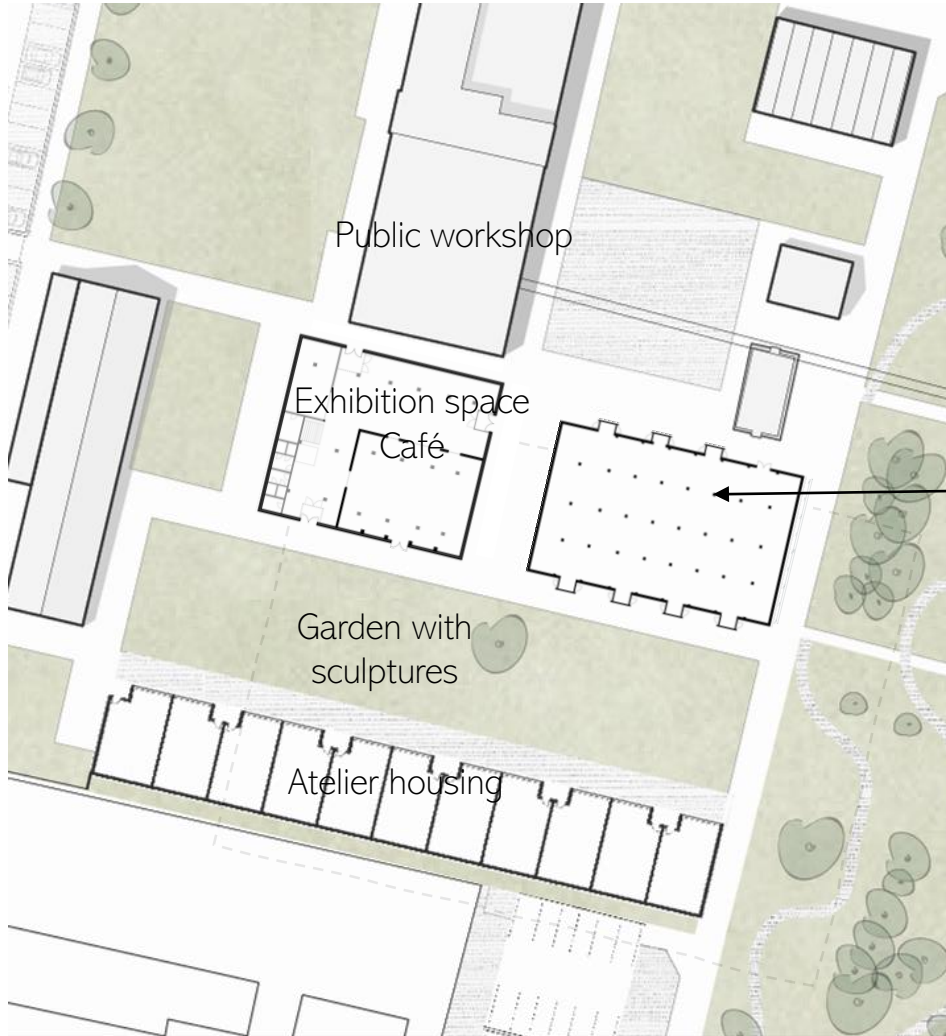 Public workshop
Exhibition space
Café
Garden with
sculptures
Atelier housing